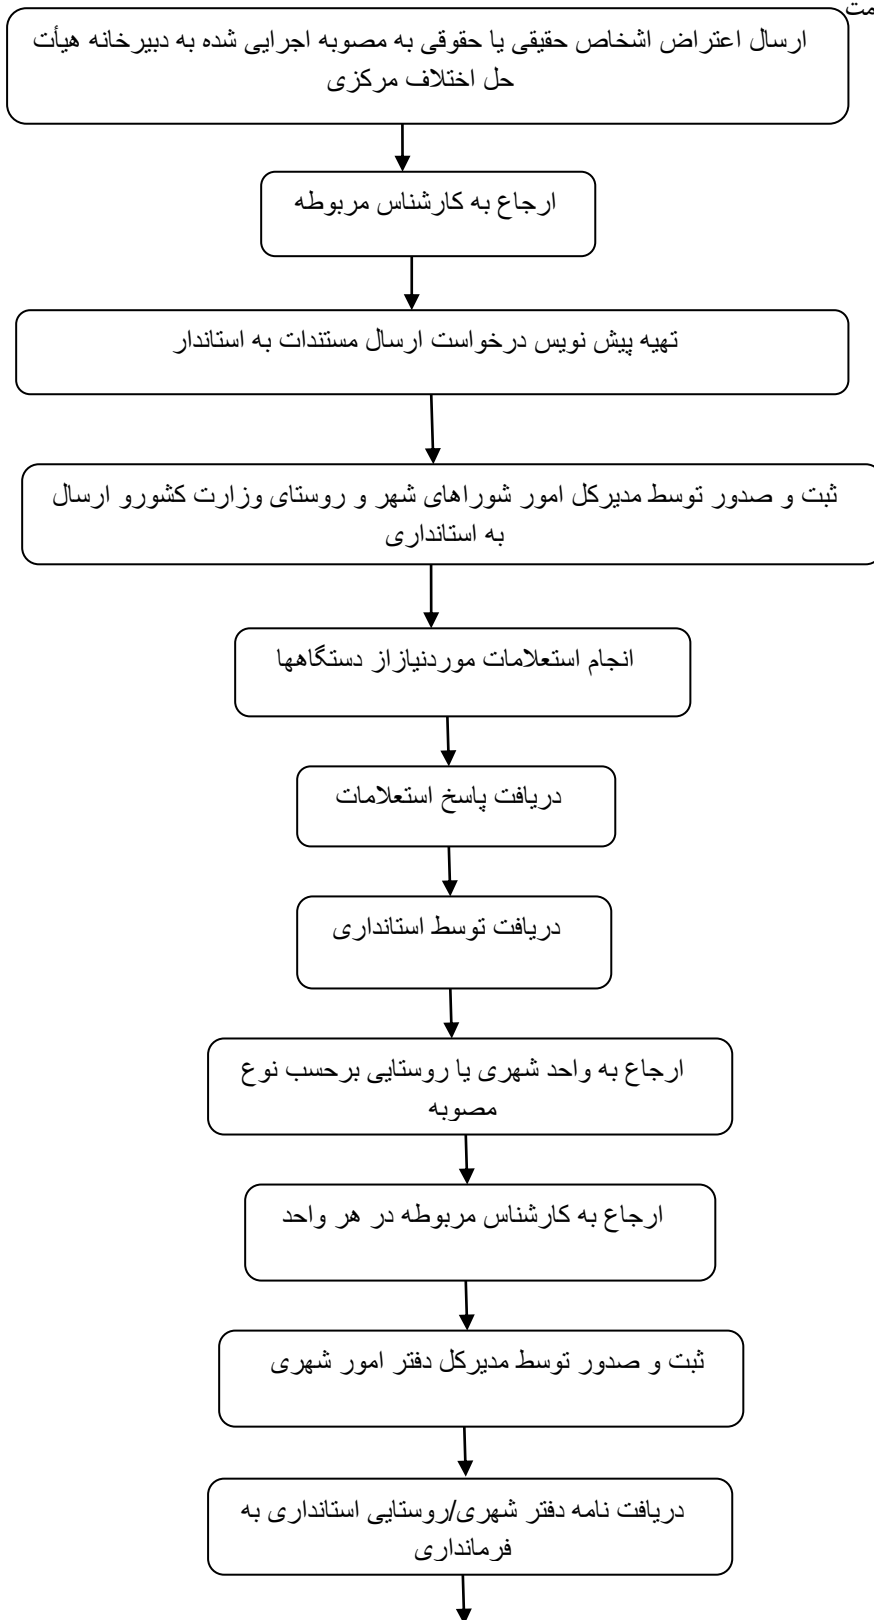 مت
ارسال اعتراض اشخاص حقیقی یا حقوقی به مصوبه اجرایی شده به دبیرخانه هیأت
حل اختلاف مرکزی
ارجاع به کارشناس مربوطه
تهیه پیش نویس درخواست ارسال مستندات به استاندار
ثبت و صدور توسط مدیرکل امور شوراهای شهر و روستای وزارت کشورو ارسال
به استانداری
انجام استعلامات موردنیازاز دستگاهها
دریافت پاسخ استعلامات
دریافت توسط استانداری
ارجاع به واحد شهری یا روستایی برحسب نوع
مصوبه
ارجاع به کارشناس مربوطه در هر واحد
ثبت و صدور توسط مدیرکل دفتر امور شهری
دریافت نامه دفتر شهری/روستایی استانداری به
فرمانداری